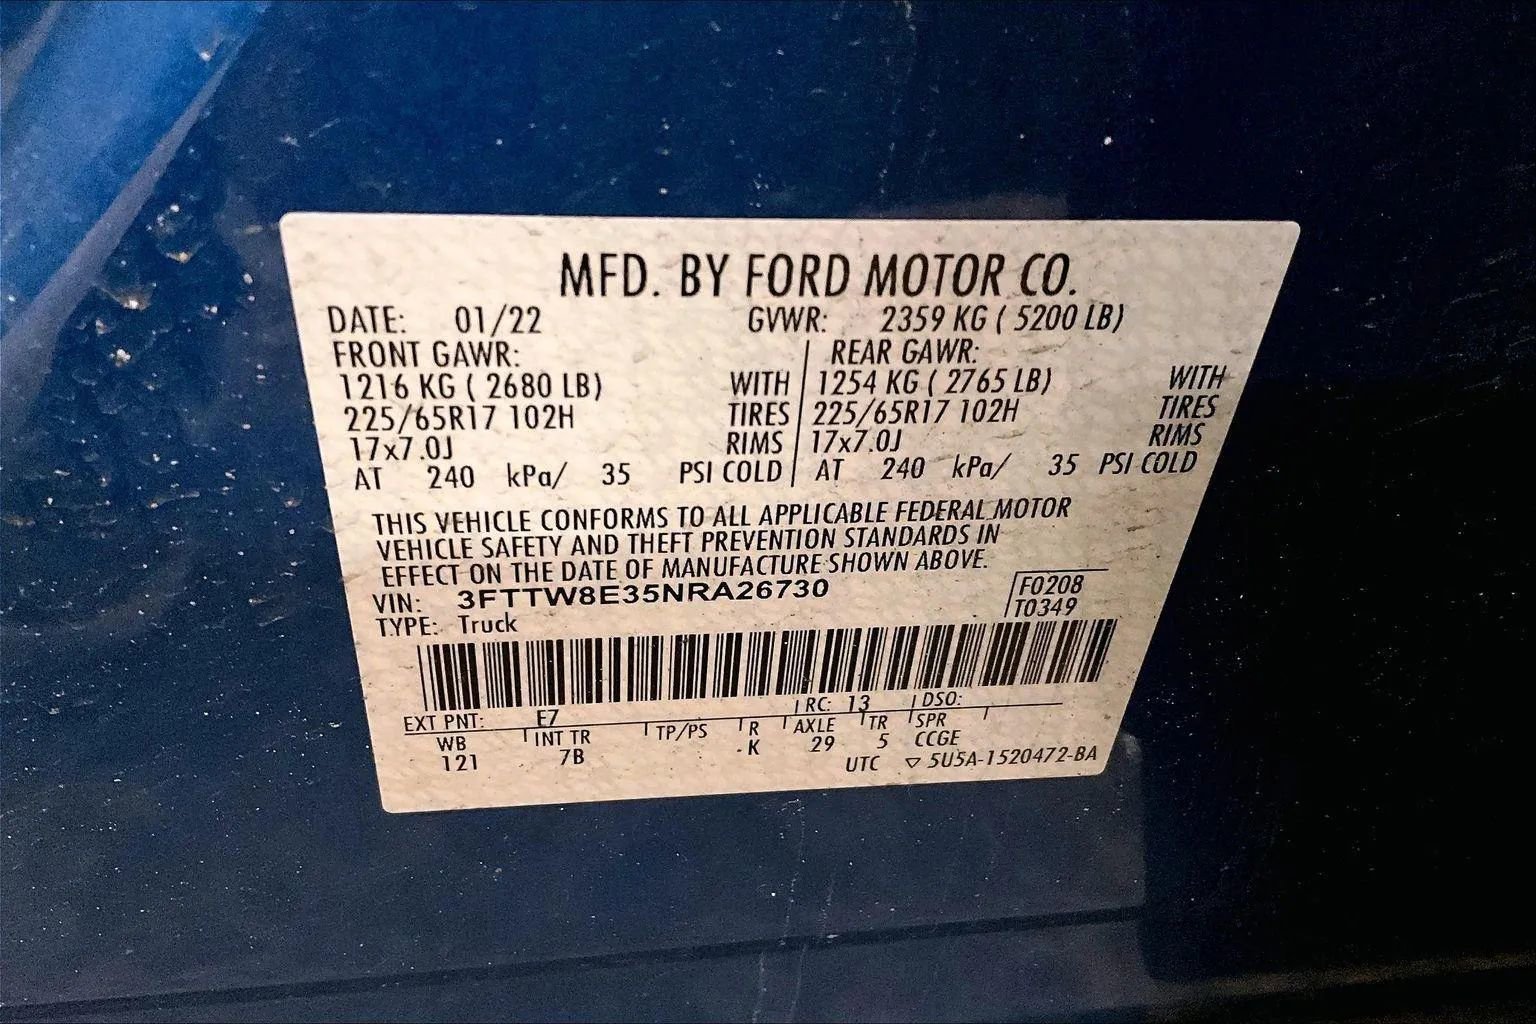 MFD. BY FORD MOTOR CO.
DATE: 01/22 GVWR: 2359 KG ( 5200 LB)
FRONT GAWR: REAR GAWR:
1216 KG ( 2680 LB) WITH 1254 KG ( 2765 LB) WITH
225/65R17 102H TIRES 225/65R17 102H TIRES
17x7.0J RIMS 17x7.0J RIMS
AT 240 kPa/ 35 PSI COLD AT 240 kPa/ 35 PSI COLD
THIS VEHICLE CONFORMS TO ALL APPLICABLE FEDERAL MOTOR
VEHICLE SAFETY AND THEFT PREVENTION STANDARDS IN
EFFECT ON THE DATE OF MANUFACTURE SHOWN ABOVE.
VIN: 3FTTW8E35NRA26730 F0208
TYPE: Truck T0349
EXT PNT: E7 RC: 13 DSO:
WB INT TR TP/PS R AXLE TR SPR
121 7B K 29 5 CCGE
UTC ▽ 5U5A-1520472-BA